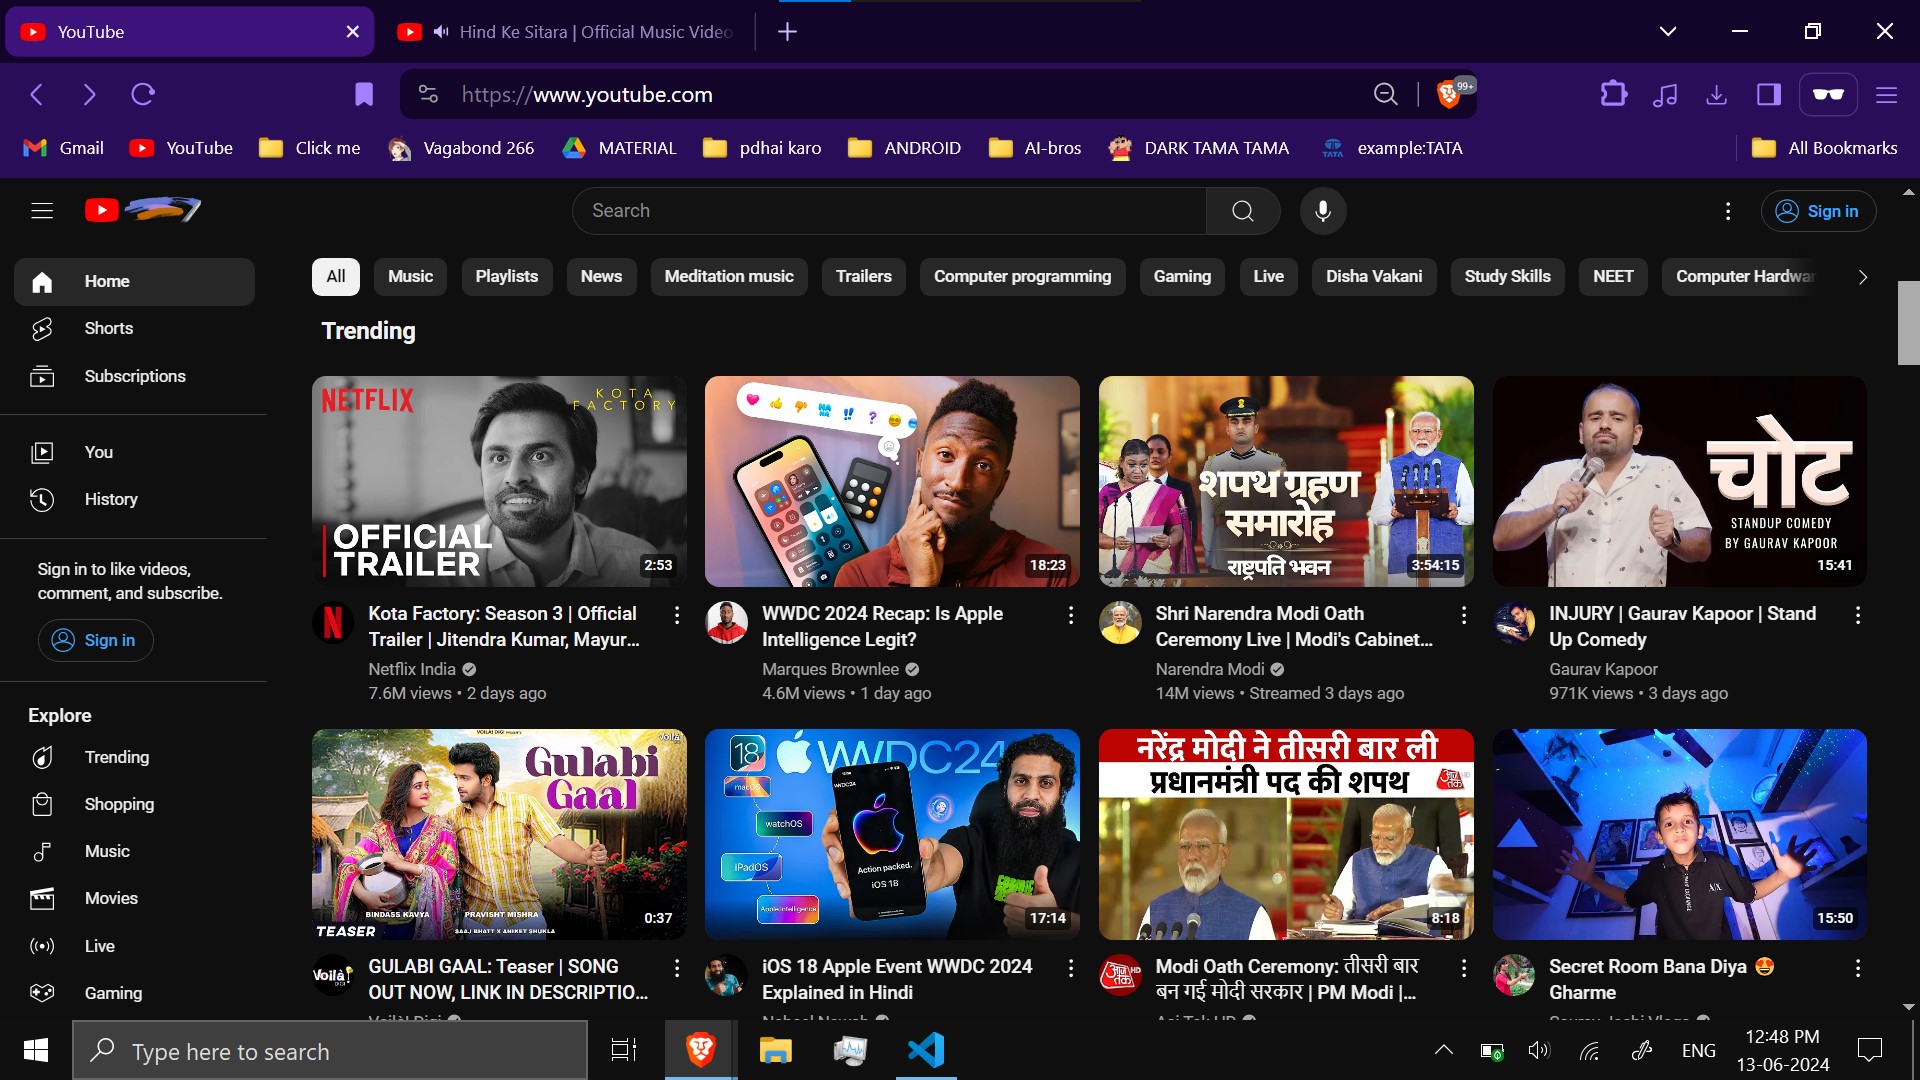 YouTube
Hind Ke Sitara | Official Music Video
https://www.youtube.com
99+
Gmail
YouTube
Click me
Vagabond 266
MATERIAL
pdhai karo
ANDROID
AI-bros
DARK TAMA TAMA
example:TATA
All Bookmarks
Search
Sign in
Home
Shorts
Subscriptions
You
History
Sign in to like videos,
comment, and subscribe.
Sign in
Explore
Trending
Shopping
Music
Movies
Live
Gaming
All
Music
Playlists
News
Meditation music
Trailers
Computer programming
Gaming
Live
Disha Vakani
Study Skills
NEET
Computer Hardwar
Trending
NETFLIX
KOTA
FACTORY
OFFICIAL
TRAILER
2:53
Kota Factory: Season 3 | Official
Trailer | Jitendra Kumar, Mayur...
Netflix India
7.6M views • 2 days ago
18:23
WWDC 2024 Recap: Is Apple
Intelligence Legit?
Marques Brownlee
4.6M views • 1 day ago
शपथ ग्रहण
समारोह
राष्ट्रपति भवन
3:54:15
Shri Narendra Modi Oath
Ceremony Live | Modi's Cabinet...
Narendra Modi
14M views • Streamed 3 days ago
चोट
STANDUP COMEDY
BY GAURAV KAPOOR
15:41
INJURY | Gaurav Kapoor | Stand
Up Comedy
Gaurav Kapoor
971K views • 3 days ago
Gulabi
Gaal
BINDASS KAVYA
PRAVISHT MISHRA
SAAJ BHATT X ANIKET SHUKLA
TEASER
0:37
GULABI GAAL: Teaser | SONG
OUT NOW, LINK IN DESCRIPTIO...
18
WWDC24
macOS
watchOS
iPadOS
Apple Intelligence
Action packed.
iOS 18
17:14
iOS 18 Apple Event WWDC 2024
Explained in Hindi
नरेंद्र मोदी ने तीसरी बार ली
प्रधानमंत्री पद की शपथ
आज तक
8:18
Modi Oath Ceremony: तीसरी बार
बन गई मोदी सरकार | PM Modi |...
15:50
Secret Room Bana Diya 😍
Gharme
Type here to search
ENG
12:48 PM
13-06-2024